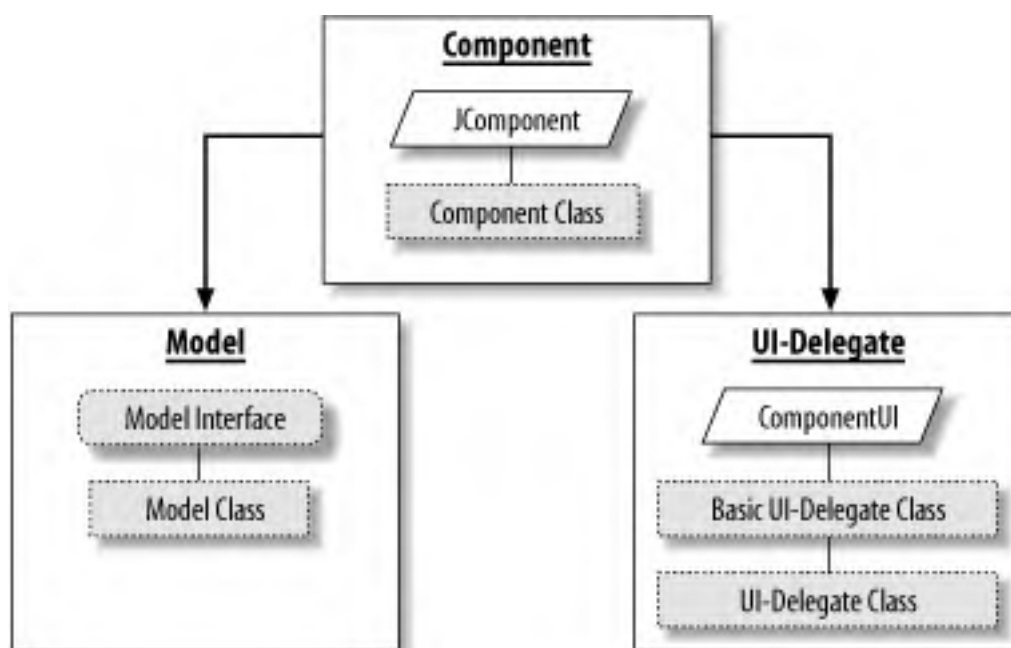 Component
JComponent
Component Class
Model
Model Interface
Model Class
UI-Delegate
ComponentUI
Basic UI-Delegate Class
UI-Delegate Class